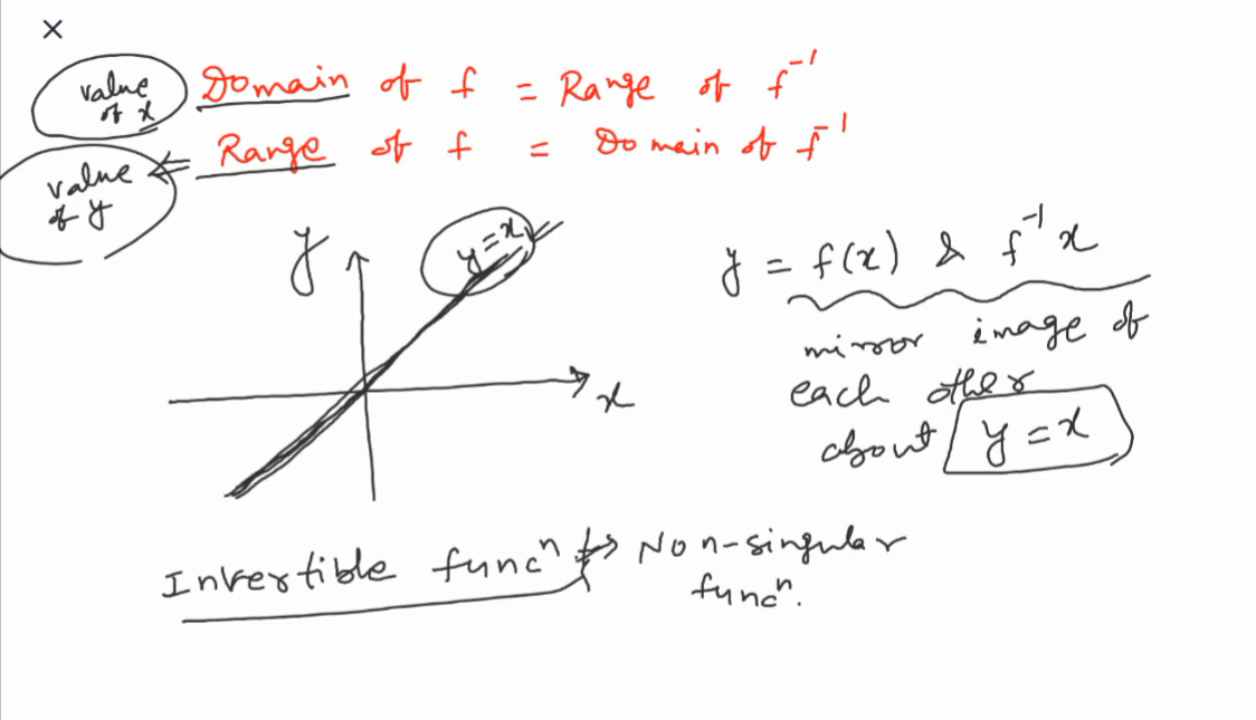 value of x
Domain of f = Range of f⁻¹
value of y
Range of f = Domain of f⁻¹
y
y = x
x
y = f(x) & f⁻¹x
mirror image of
each other
about y = x
Invertible funcⁿ → Non-singular
funcⁿ.